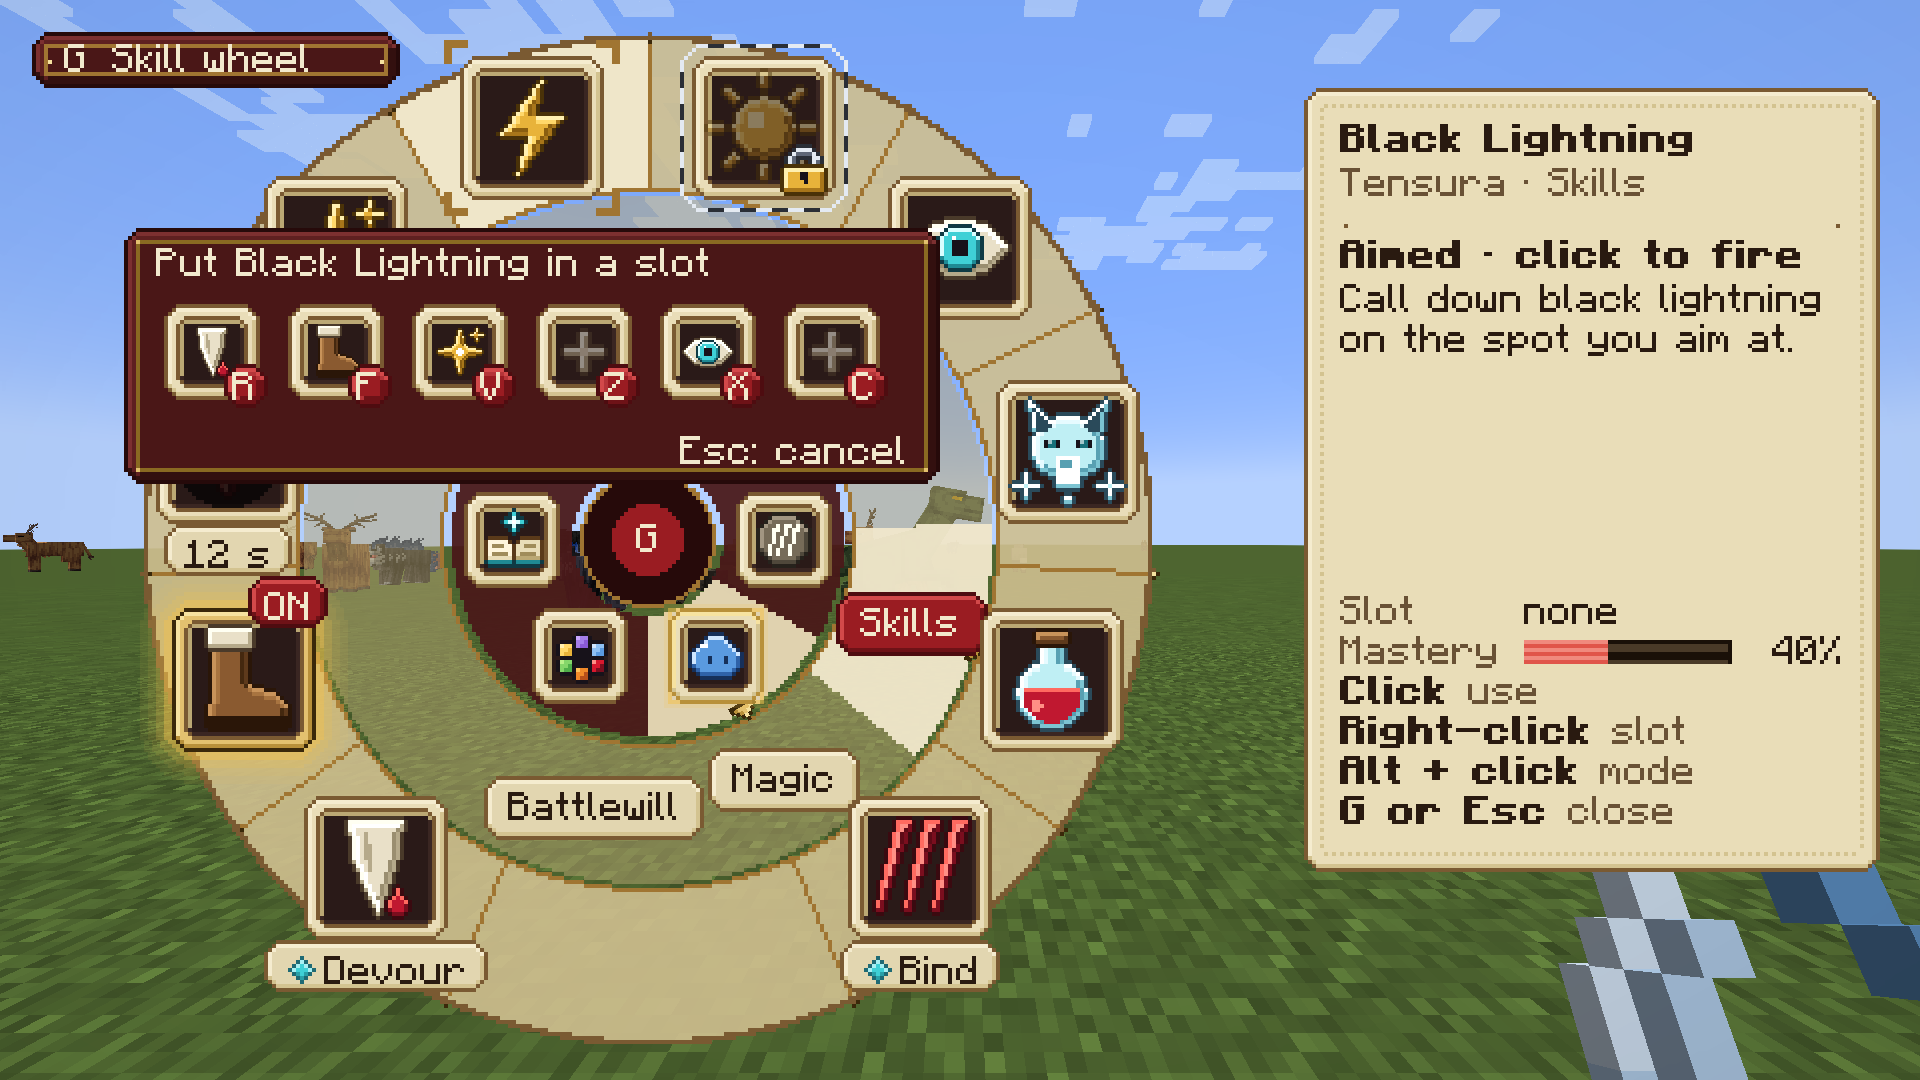 G Skill wheel
Put Black Lightning in a slot
R F V Z X C
Esc: cancel
12 s
ON
G
Skills
Magic
Battlewill
Devour
Bind
Black Lightning
Tensura · Skills
Aimed · click to fire
Call down black lightning
on the spot you aim at.
Slot none
Mastery 40%
Click use
Right-click slot
Alt + click mode
G or Esc close